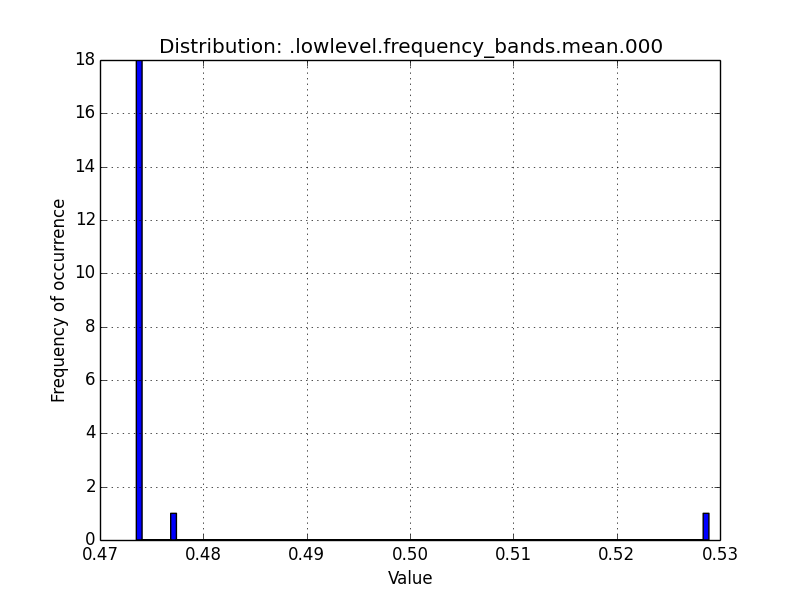 Distribution: .lowlevel.frequency_bands.mean.000
18
16
14
12
10
8
6
4
2
0
Frequency of occurrence
0.47 0.48 0.49 0.50 0.51 0.52 0.53
Value